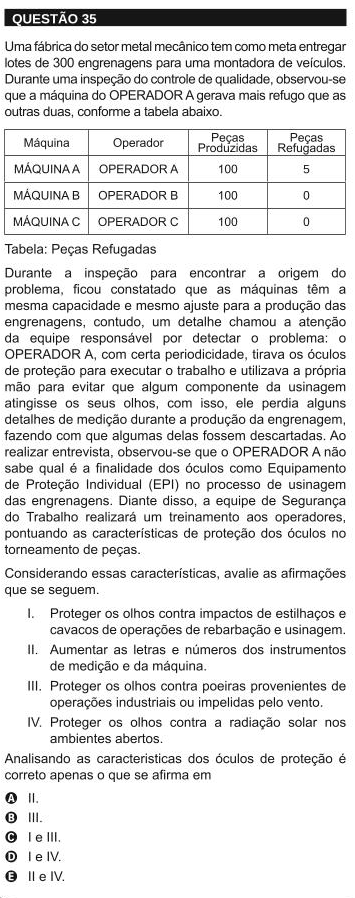 QUESTÃO 35
Uma fábrica do setor metal mecânico tem como meta entregar
lotes de 300 engrenagens para uma montadora de veículos.
Durante uma inspeção do controle de qualidade, observou-se
que a máquina do OPERADOR A gerava mais refugo que as
outras duas, conforme a tabela abaixo.
Máquina Operador Peças Produzidas Peças Refugadas
MÁQUINA A OPERADOR A 100 5
MÁQUINA B OPERADOR B 100 0
MÁQUINA C OPERADOR C 100 0
Tabela: Peças Refugadas
Durante a inspeção para encontrar a origem do
problema, ficou constatado que as máquinas têm a
mesma capacidade e mesmo ajuste para a produção das
engrenagens, contudo, um detalhe chamou a atenção
da equipe responsável por detectar o problema: o
OPERADOR A, com certa periodicidade, tirava os óculos
de proteção para executar o trabalho e utilizava a própria
mão para evitar que algum componente da usinagem
atingisse os seus olhos, com isso, ele perdia alguns
detalhes de medição durante a produção da engrenagem,
fazendo com que algumas delas fossem descartadas. Ao
realizar entrevista, observou-se que o OPERADOR A não
sabe qual é a finalidade dos óculos como Equipamento
de Proteção Individual (EPI) no processo de usinagem
das engrenagens. Diante disso, a equipe de Segurança
do Trabalho realizará um treinamento aos operadores,
pontuando as características de proteção dos óculos no
torneamento de peças.
Considerando essas características, avalie as afirmações
que se seguem.
I. Proteger os olhos contra impactos de estilhaços e
cavacos de operações de rebarbação e usinagem.
II. Aumentar as letras e números dos instrumentos
de medição e da máquina.
III. Proteger os olhos contra poeiras provenientes de
operações industriais ou impelidas pelo vento.
IV. Proteger os olhos contra a radiação solar nos
ambientes abertos.
Analisando as caracteristicas dos óculos de proteção é
correto apenas o que se afirma em
A II.
B III.
C I e III.
D I e IV.
E II e IV.